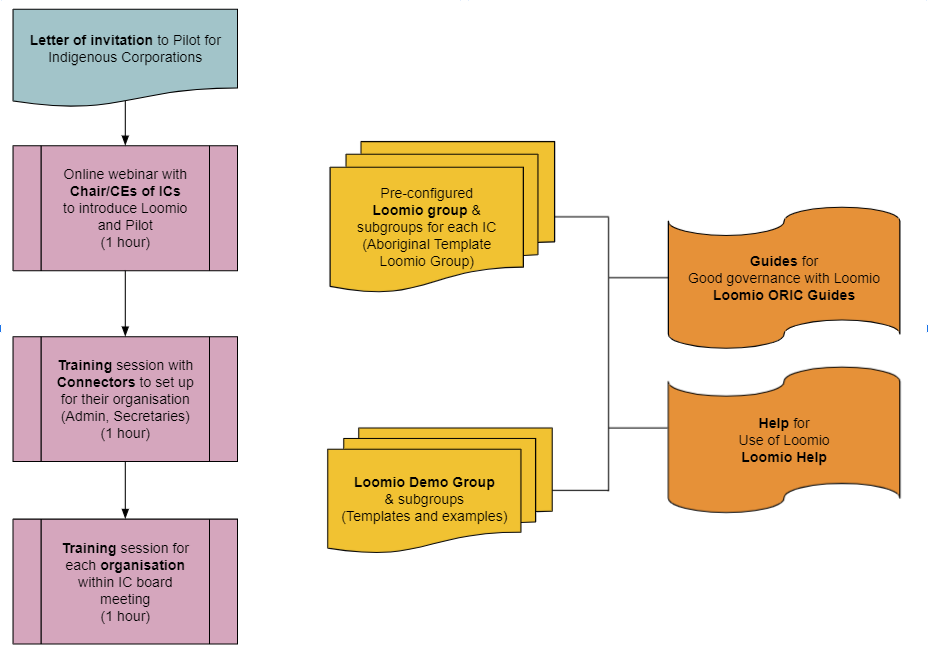 Letter of invitation to Pilot for
Indigenous Corporations
Online webinar with
Chair/CEs of ICs
to introduce Loomio
and Pilot
(1 hour)
Training session with
Connectors to set up
for their organisation
(Admin, Secretaries)
(1 hour)
Training session for
each organisation
within IC board
meeting
(1 hour)
Pre-configured
Loomio group &
subgroups for each IC
(Aboriginal Template
Loomio Group)
Loomio Demo Group
& subgroups
(Templates and examples)
Guides for
Good governance with Loomio
Loomio ORIC Guides
Help for
Use of Loomio
Loomio Help